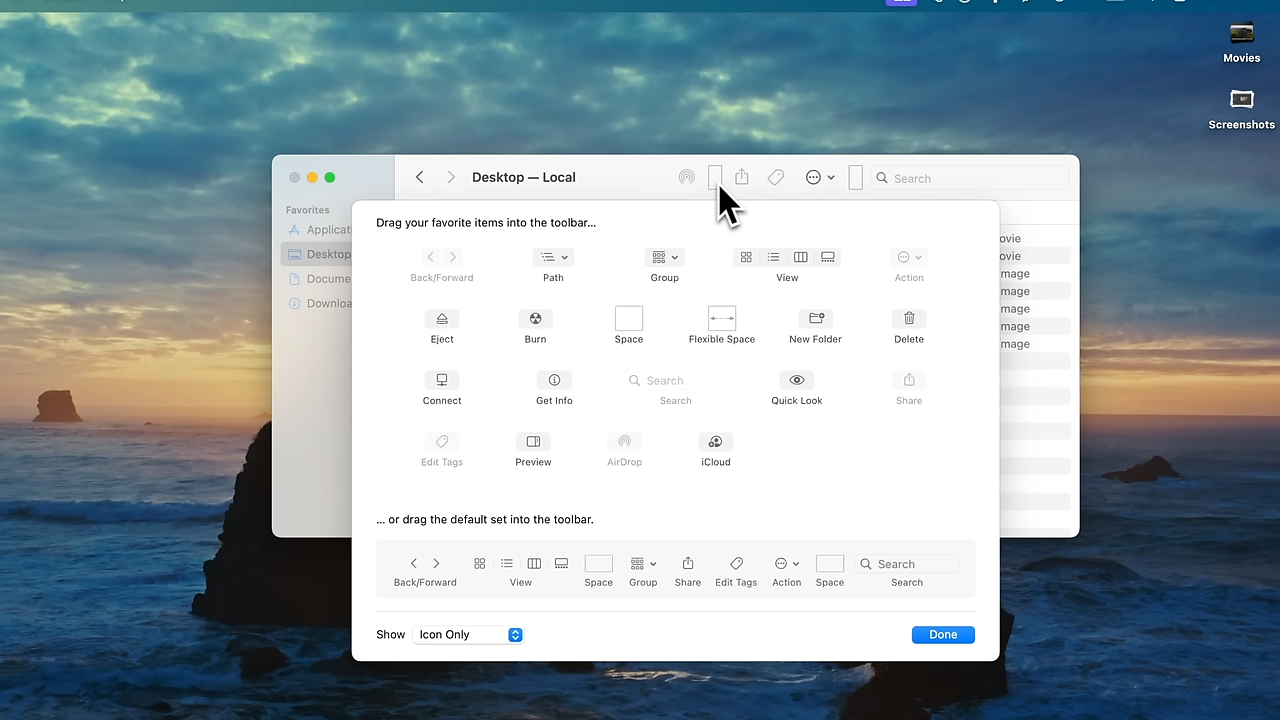 Movies
Screenshots
Desktop — Local
Search
Favorites
Applicat
Desktop
Docume
Downloa
ovie
ovie
mage
mage
mage
mage
mage
Drag your favorite items into the toolbar...
Back/Forward Path Group View Action
Eject Burn Space Flexible Space New Folder Delete
Search
Connect Get Info Search Quick Look Share
Edit Tags Preview AirDrop iCloud
... or drag the default set into the toolbar.
Search
Back/Forward View Space Group Share Edit Tags Action Space Search
Show Icon Only Done